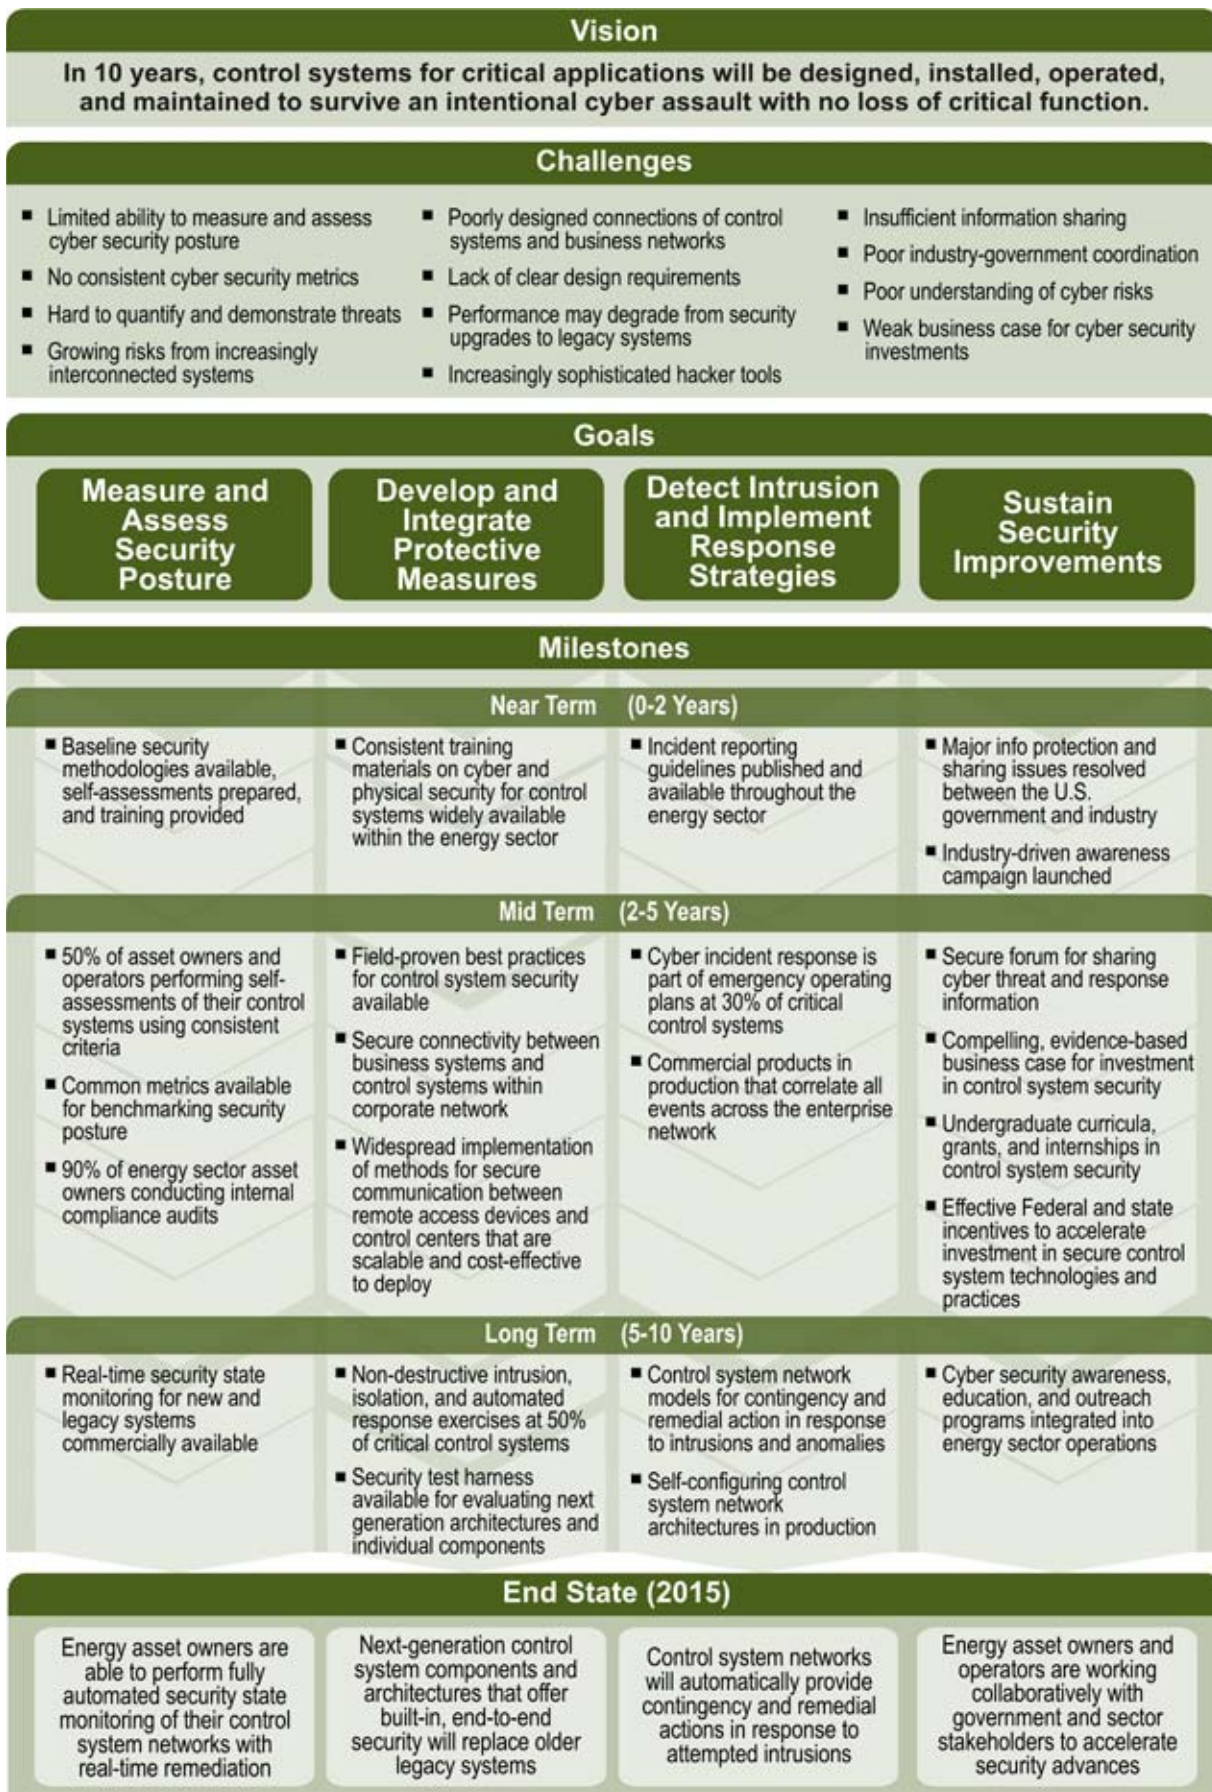 Vision
In 10 years, control systems for critical applications will be designed, installed, operated,
and maintained to survive an intentional cyber assault with no loss of critical function.
Challenges
▪ Limited ability to measure and assess
cyber security posture
▪ No consistent cyber security metrics
▪ Hard to quantify and demonstrate threats
▪ Growing risks from increasingly
interconnected systems
▪ Poorly designed connections of control
systems and business networks
▪ Lack of clear design requirements
▪ Performance may degrade from security
upgrades to legacy systems
▪ Increasingly sophisticated hacker tools
▪ Insufficient information sharing
▪ Poor industry-government coordination
▪ Poor understanding of cyber risks
▪ Weak business case for cyber security
investments
Goals
Measure and
Assess
Security
Posture
Develop and
Integrate
Protective
Measures
Detect Intrusion
and Implement
Response
Strategies
Sustain
Security
Improvements
Milestones
Near Term (0-2 Years)
▪ Baseline security
methodologies available,
self-assessments prepared,
and training provided
▪ Consistent training
materials on cyber and
physical security for control
systems widely available
within the energy sector
▪ Incident reporting
guidelines published and
available throughout the
energy sector
▪ Major info protection and
sharing issues resolved
between the U.S.
government and industry
▪ Industry-driven awareness
campaign launched
Mid Term (2-5 Years)
▪ 50% of asset owners and
operators performing self-
assessments of their control
systems using consistent
criteria
▪ Common metrics available
for benchmarking security
posture
▪ 90% of energy sector asset
owners conducting internal
compliance audits
▪ Field-proven best practices
for control system security
available
▪ Secure connectivity between
business systems and
control systems within
corporate network
▪ Widespread implementation
of methods for secure
communication between
remote access devices and
control centers that are
scalable and cost-effective
to deploy
▪ Cyber incident response is
part of emergency operating
plans at 30% of critical
control systems
▪ Commercial products in
production that correlate all
events across the enterprise
network
▪ Secure forum for sharing
cyber threat and response
information
▪ Compelling, evidence-based
business case for investment
in control system security
▪ Undergraduate curricula,
grants, and internships in
control system security
▪ Effective Federal and state
incentives to accelerate
investment in secure control
system technologies and
practices
Long Term (5-10 Years)
▪ Real-time security state
monitoring for new and
legacy systems
commercially available
▪ Non-destructive intrusion,
isolation, and automated
response exercises at 50%
of critical control systems
▪ Security test harness
available for evaluating next
generation architectures and
individual components
▪ Control system network
models for contingency and
remedial action in response
to intrusions and anomalies
▪ Self-configuring control
system network
architectures in production
▪ Cyber security awareness,
education, and outreach
programs integrated into
energy sector operations
End State (2015)
Energy asset owners are
able to perform fully
automated security state
monitoring of their control
system networks with
real-time remediation
Next-generation control
system components and
architectures that offer
built-in, end-to-end
security will replace older
legacy systems
Control system networks
will automatically provide
contingency and remedial
actions in response to
attempted intrusions
Energy asset owners and
operators are working
collaboratively with
government and sector
stakeholders to accelerate
security advances